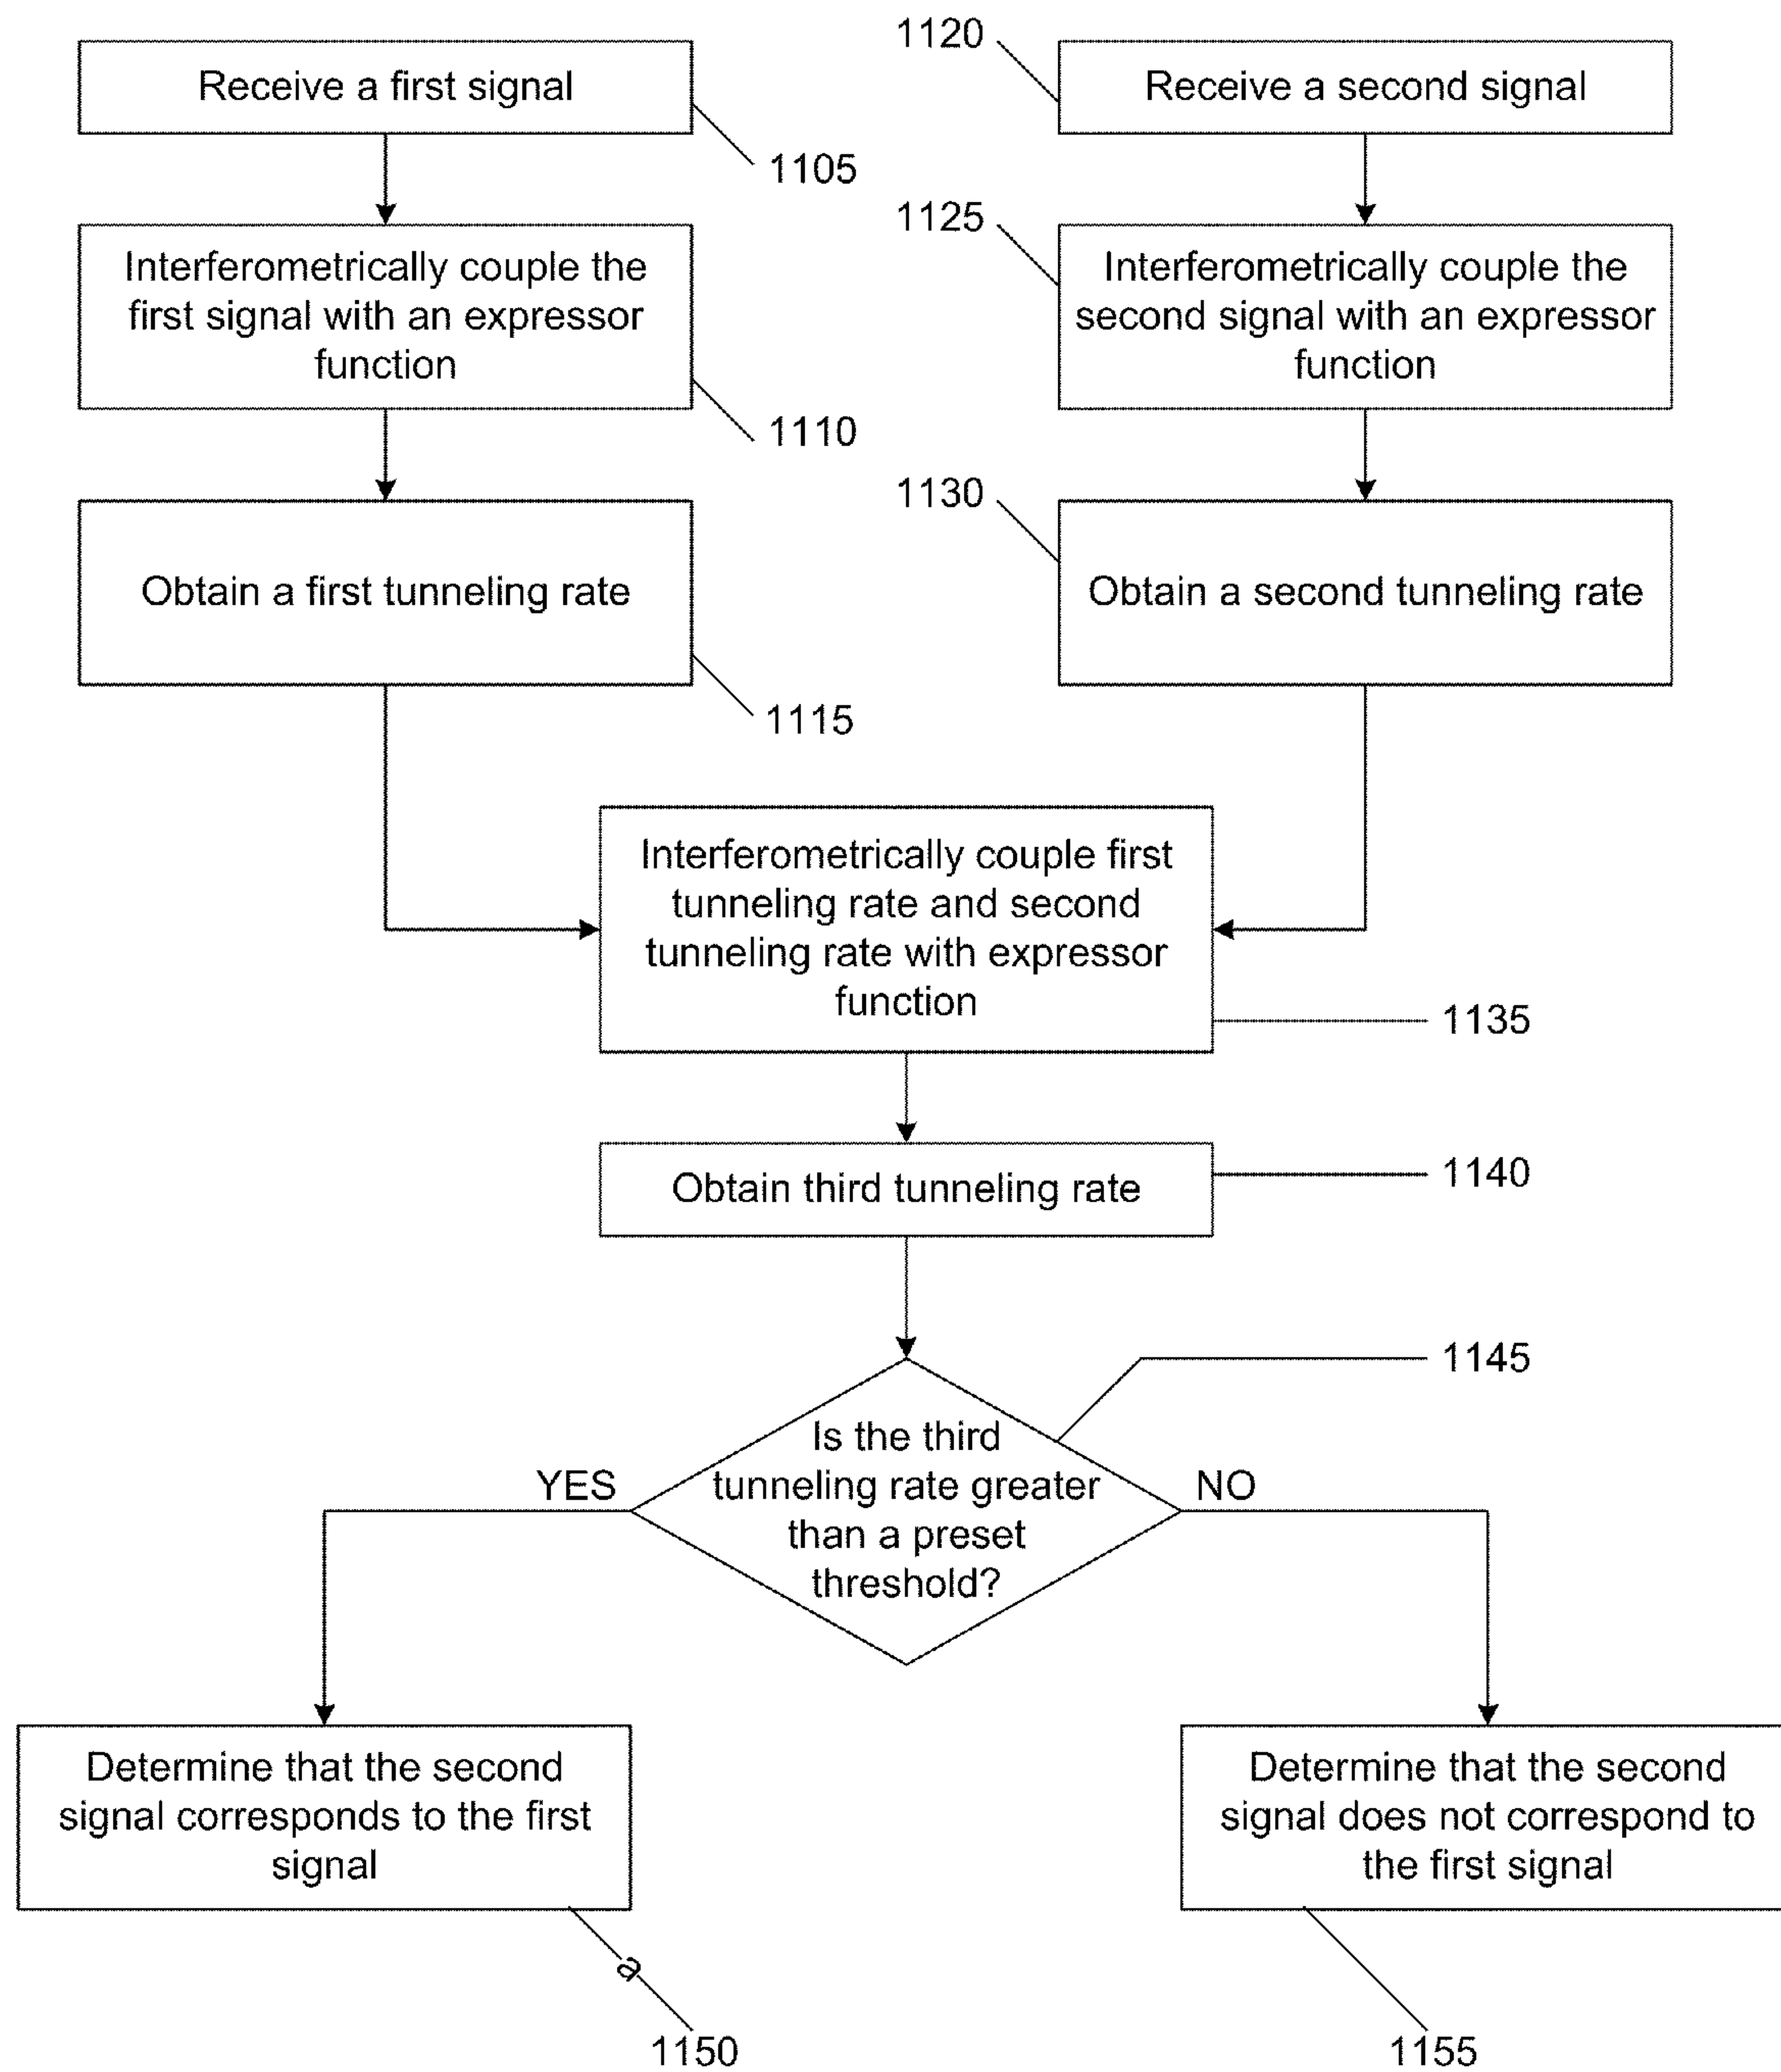 Receive a first signal
1105
Interferometrically couple the
first signal with an expressor
function
1110
Obtain a first tunneling rate
1115
1120
Receive a second signal
1125
Interferometrically couple the
second signal with an expressor
function
1130
Obtain a second tunneling rate
Interferometrically couple first
tunneling rate and second
tunneling rate with expressor
function
1135
Obtain third tunneling rate
1140
1145
Is the third
tunneling rate greater
than a preset
threshold?
YES
NO
Determine that the second
signal corresponds to the first
signal
a
1150
Determine that the second
signal does not correspond to
the first signal
1155